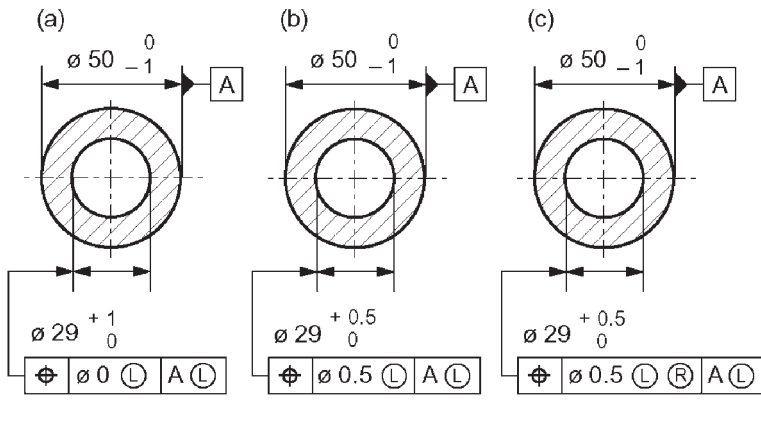 (a) (b) (c)
ø 50 0 −1 A
ø 50 0 −1 A
ø 50 0 −1 A
ø 29 + 1 0
ø 29 + 0.5 0
ø 29 + 0.5 0
⌖ ø 0 Ⓛ A Ⓛ
⌖ ø 0.5 Ⓛ A Ⓛ
⌖ ø 0.5 Ⓛ Ⓡ A Ⓛ